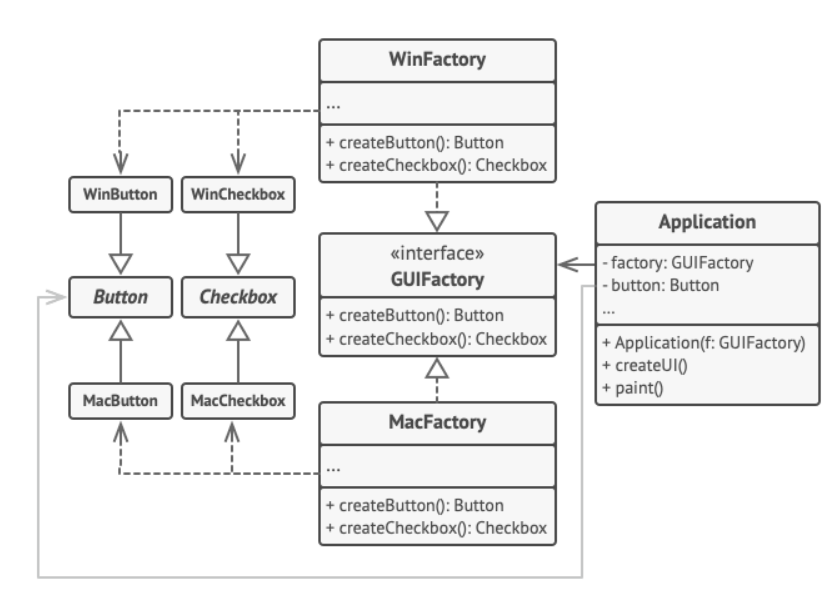 WinFactory
...
+ createButton(): Button
+ createCheckbox(): Checkbox
WinButton
WinCheckbox
Button
Checkbox
MacButton
MacCheckbox
«interface»
GUIFactory
+ createButton(): Button
+ createCheckbox(): Checkbox
Application
- factory: GUIFactory
- button: Button
...
+ Application(f: GUIFactory)
+ createUI()
+ paint()
MacFactory
...
+ createButton(): Button
+ createCheckbox(): Checkbox